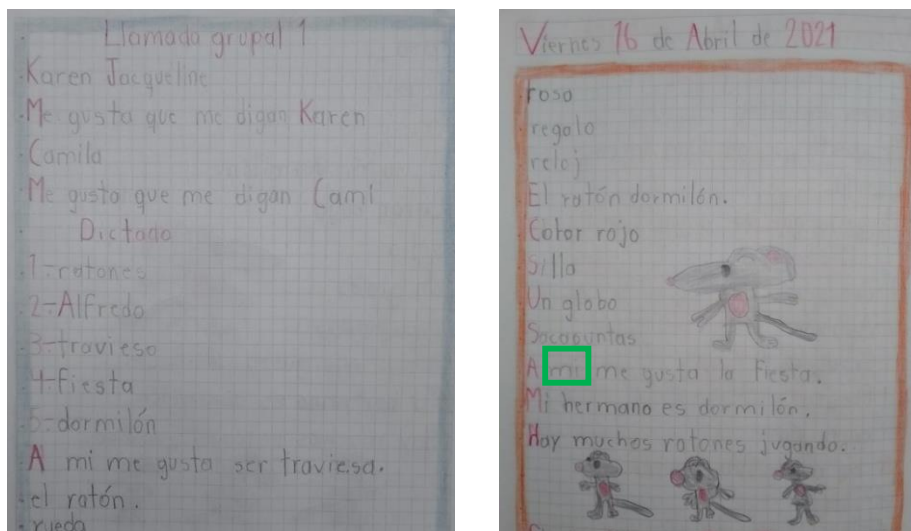 Llamada grupal 1
Karen Jacqueline
Me gusta que me digan Karen
Camila
Me gusta que me digan Cami
Dictado
1-ratones
2-Alfredo
3-travieso
4-fiesta
5-dormilón
A mi me gusta ser traviesa.
el ratón.
rueda
Viernes 16 de Abril de 2021
rosa
regalo
reloj
El ratón dormilón.
Color rojo
Silla
Un globo
Sacapuntas
A mi me gusta la Fiesta.
Mi hermano es dormilón.
Hay muchos ratones jugando.